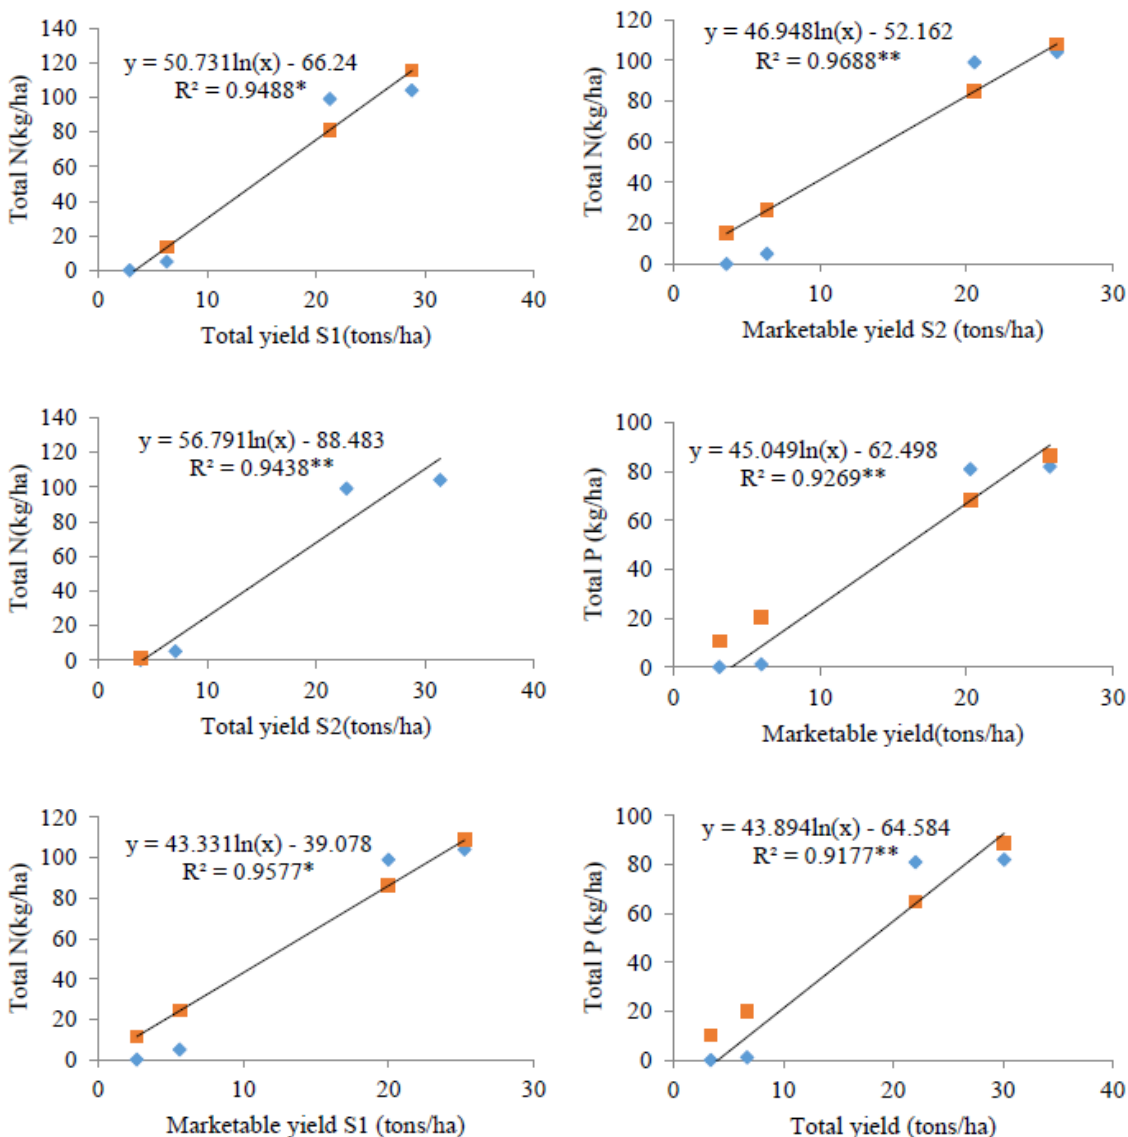 140
120
100
80
60
40
20
0
Total N(kg/ha)
y = 50.731ln(x) - 66.24
R² = 0.9488*
0 10 20 30 40
Total yield S1(tons/ha)
120
100
80
60
40
20
0
Total N(kg/ha)
y = 46.948ln(x) - 52.162
R² = 0.9688**
0 10 20 30
Marketable yield S2 (tons/ha)
140
120
100
80
60
40
20
0
Total N(kg/ha)
y = 56.791ln(x) - 88.483
R² = 0.9438**
0 10 20 30 40
Total yield S2(tons/ha)
100
80
60
40
20
0
Total P (kg/ha)
y = 45.049ln(x) - 62.498
R² = 0.9269**
0 10 20 30
Marketable yield(tons/ha)
120
100
80
60
40
20
0
Total N(kg/ha)
y = 43.331ln(x) - 39.078
R² = 0.9577*
0 10 20 30
Marketable yield S1 (tons/ha)
100
80
60
40
20
0
Total P (kg/ha)
y = 43.894ln(x) - 64.584
R² = 0.9177**
0 10 20 30 40
Total yield (tons/ha)